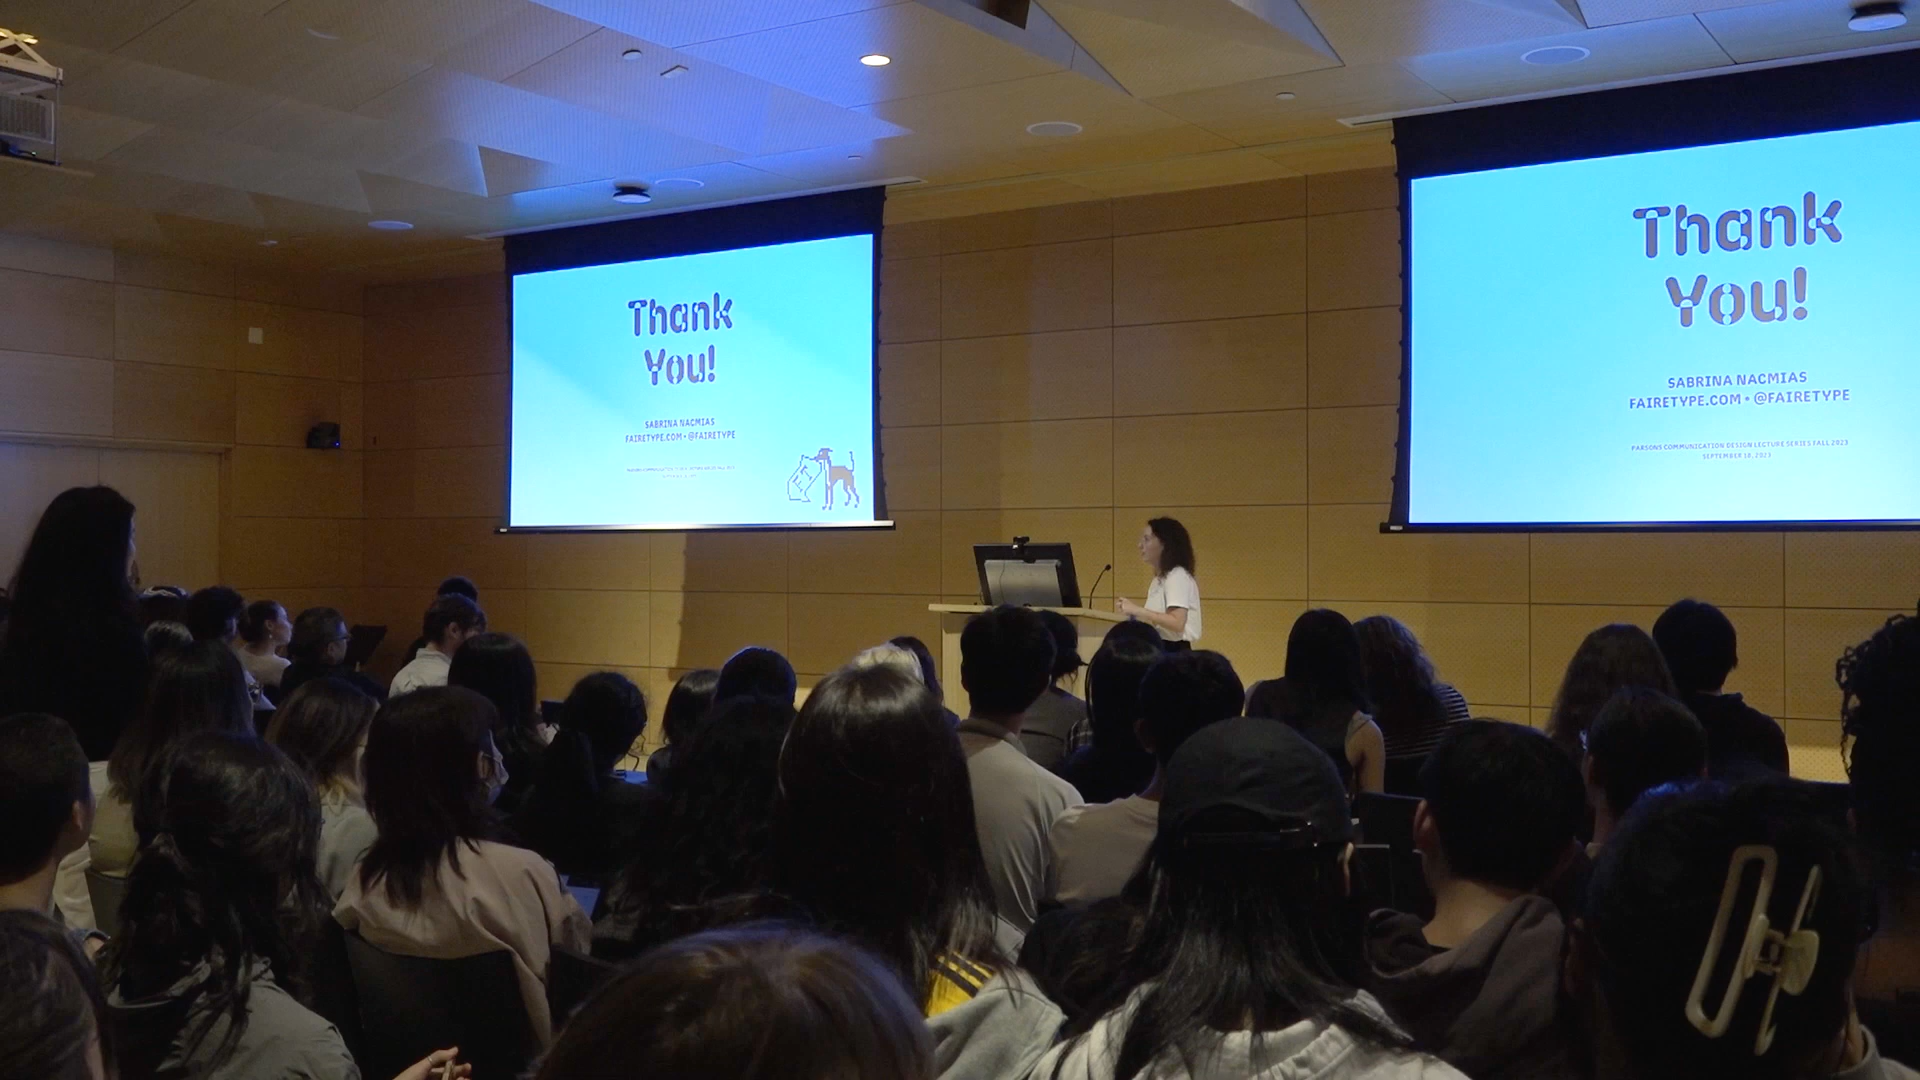 Thank
You!
SABRINA NACMIAS
FAIRETYPE.COM • @FAIRETYPE
Thank
You!
SABRINA NACMIAS
FAIRETYPE.COM • @FAIRETYPE
PARSONS COMMUNICATION DESIGN LECTURE SERIES FALL 2023
SEPTEMBER 18, 2023